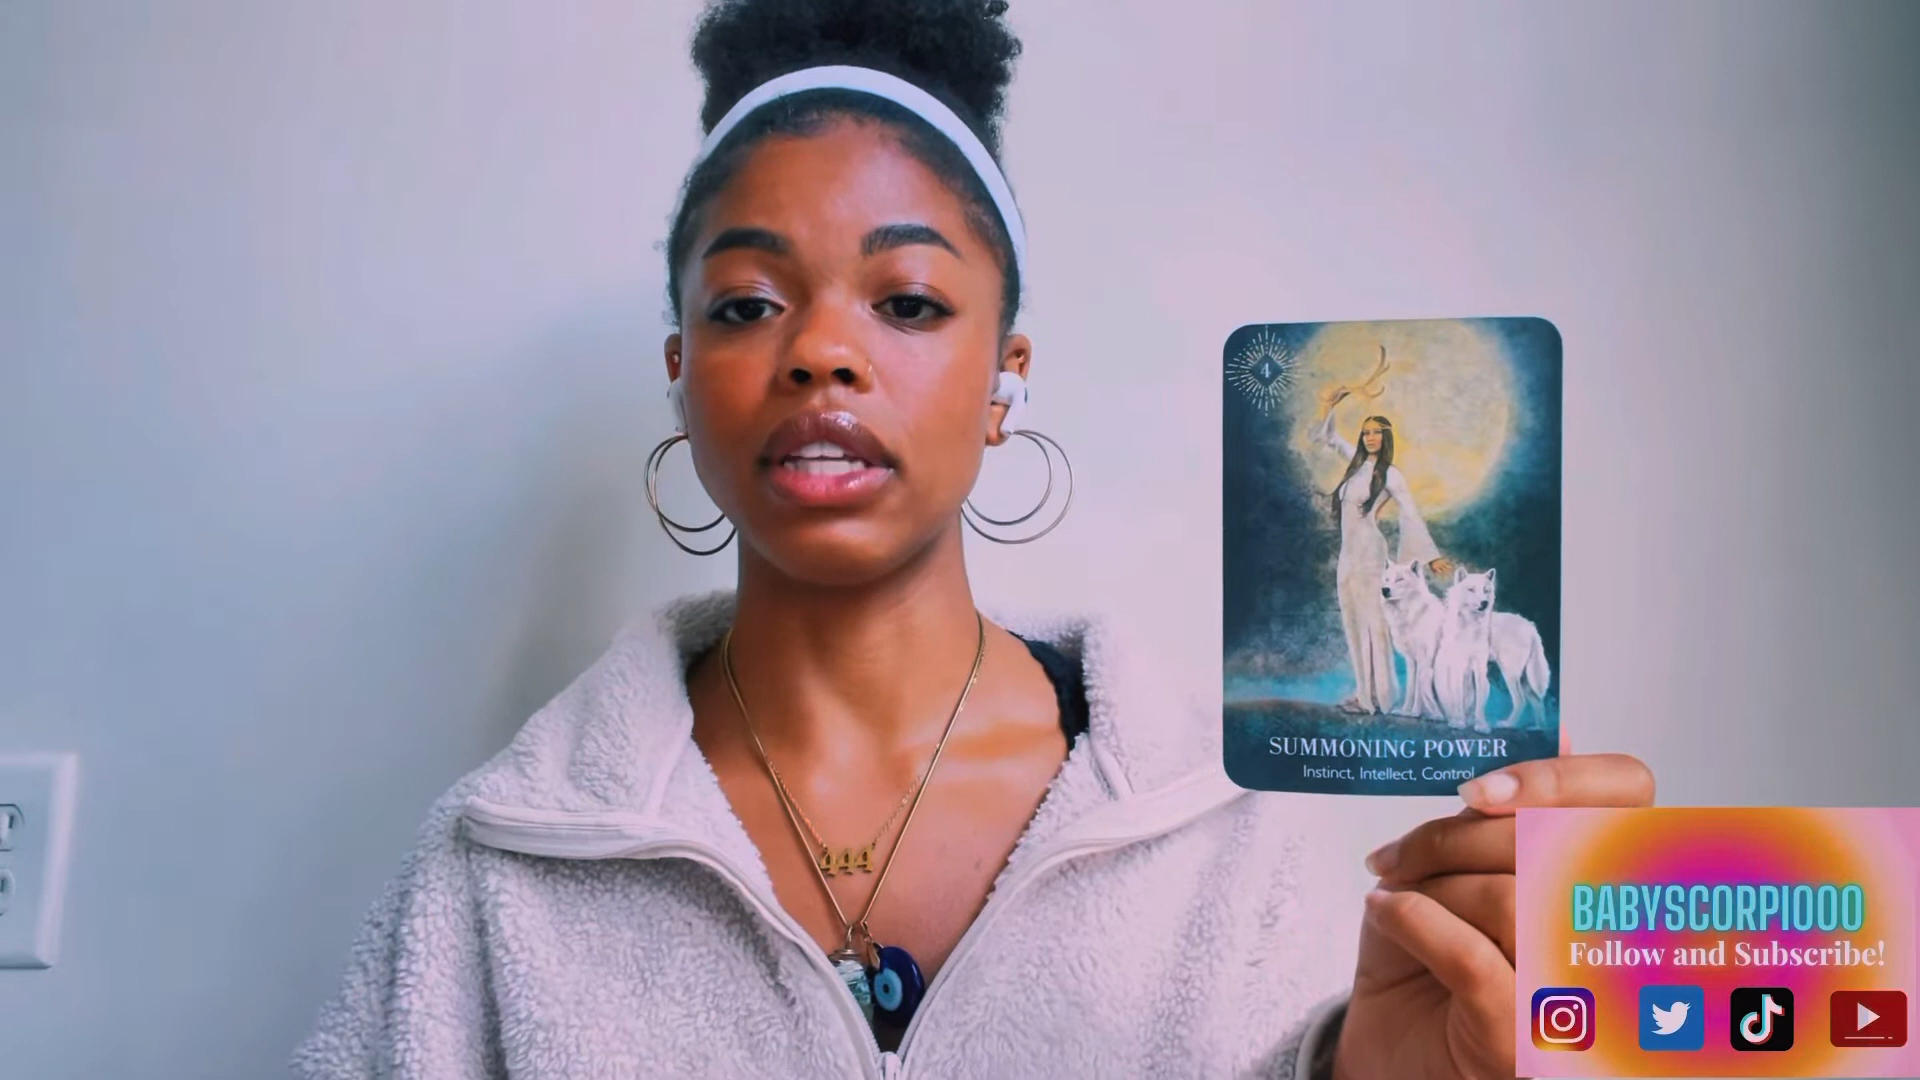 4
SUMMONING POWER
Instinct, Intellect, Control
444
BABYSCORPIOOO
Follow and Subscribe!